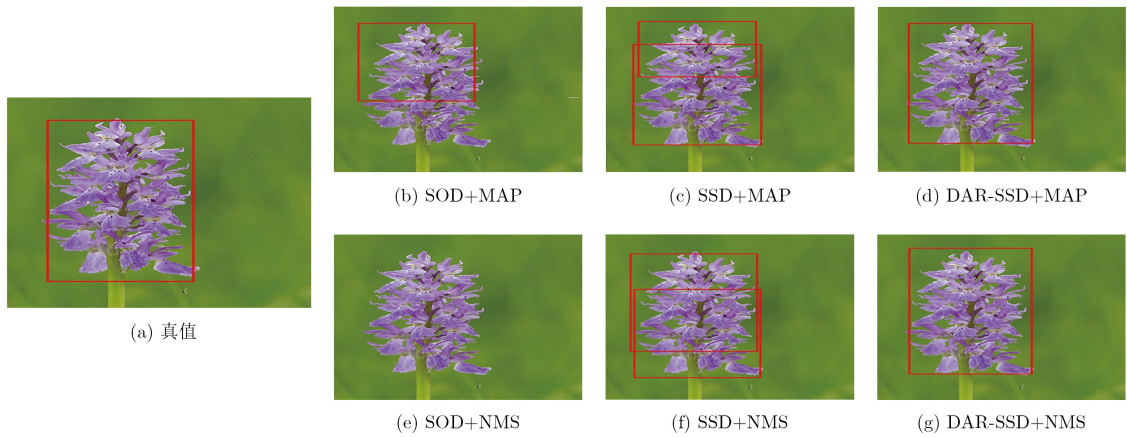 (a) 真值
(b) SOD+MAP
(c) SSD+MAP
(d) DAR-SSD+MAP
(e) SOD+NMS
(f) SSD+NMS
(g) DAR-SSD+NMS